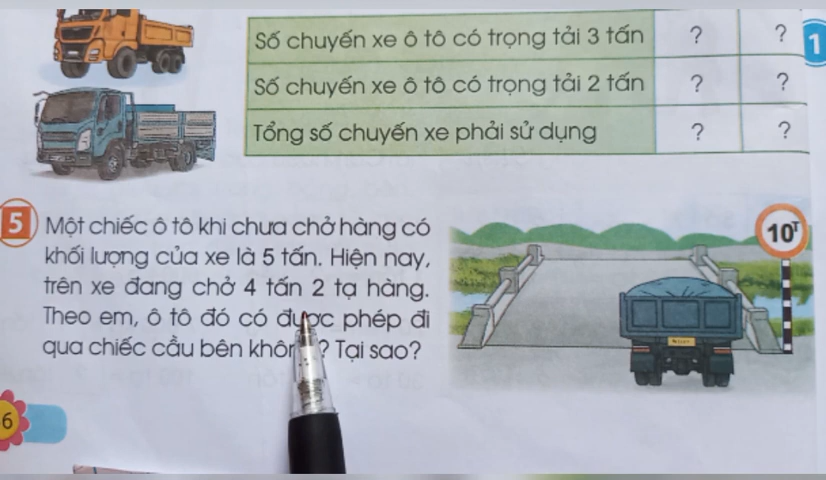 Số chuyến xe ô tô có trọng tải 3 tấn ? ?
1
Số chuyến xe ô tô có trọng tải 2 tấn ? ?
Tổng số chuyến xe phải sử dụng ? ?
5 Một chiếc ô tô khi chưa chở hàng có
khối lượng của xe là 5 tấn. Hiện nay,
trên xe đang chở 4 tấn 2 tạ hàng.
Theo em, ô tô đó có được phép đi
qua chiếc cầu bên khôn ? Tại sao?
10T
6